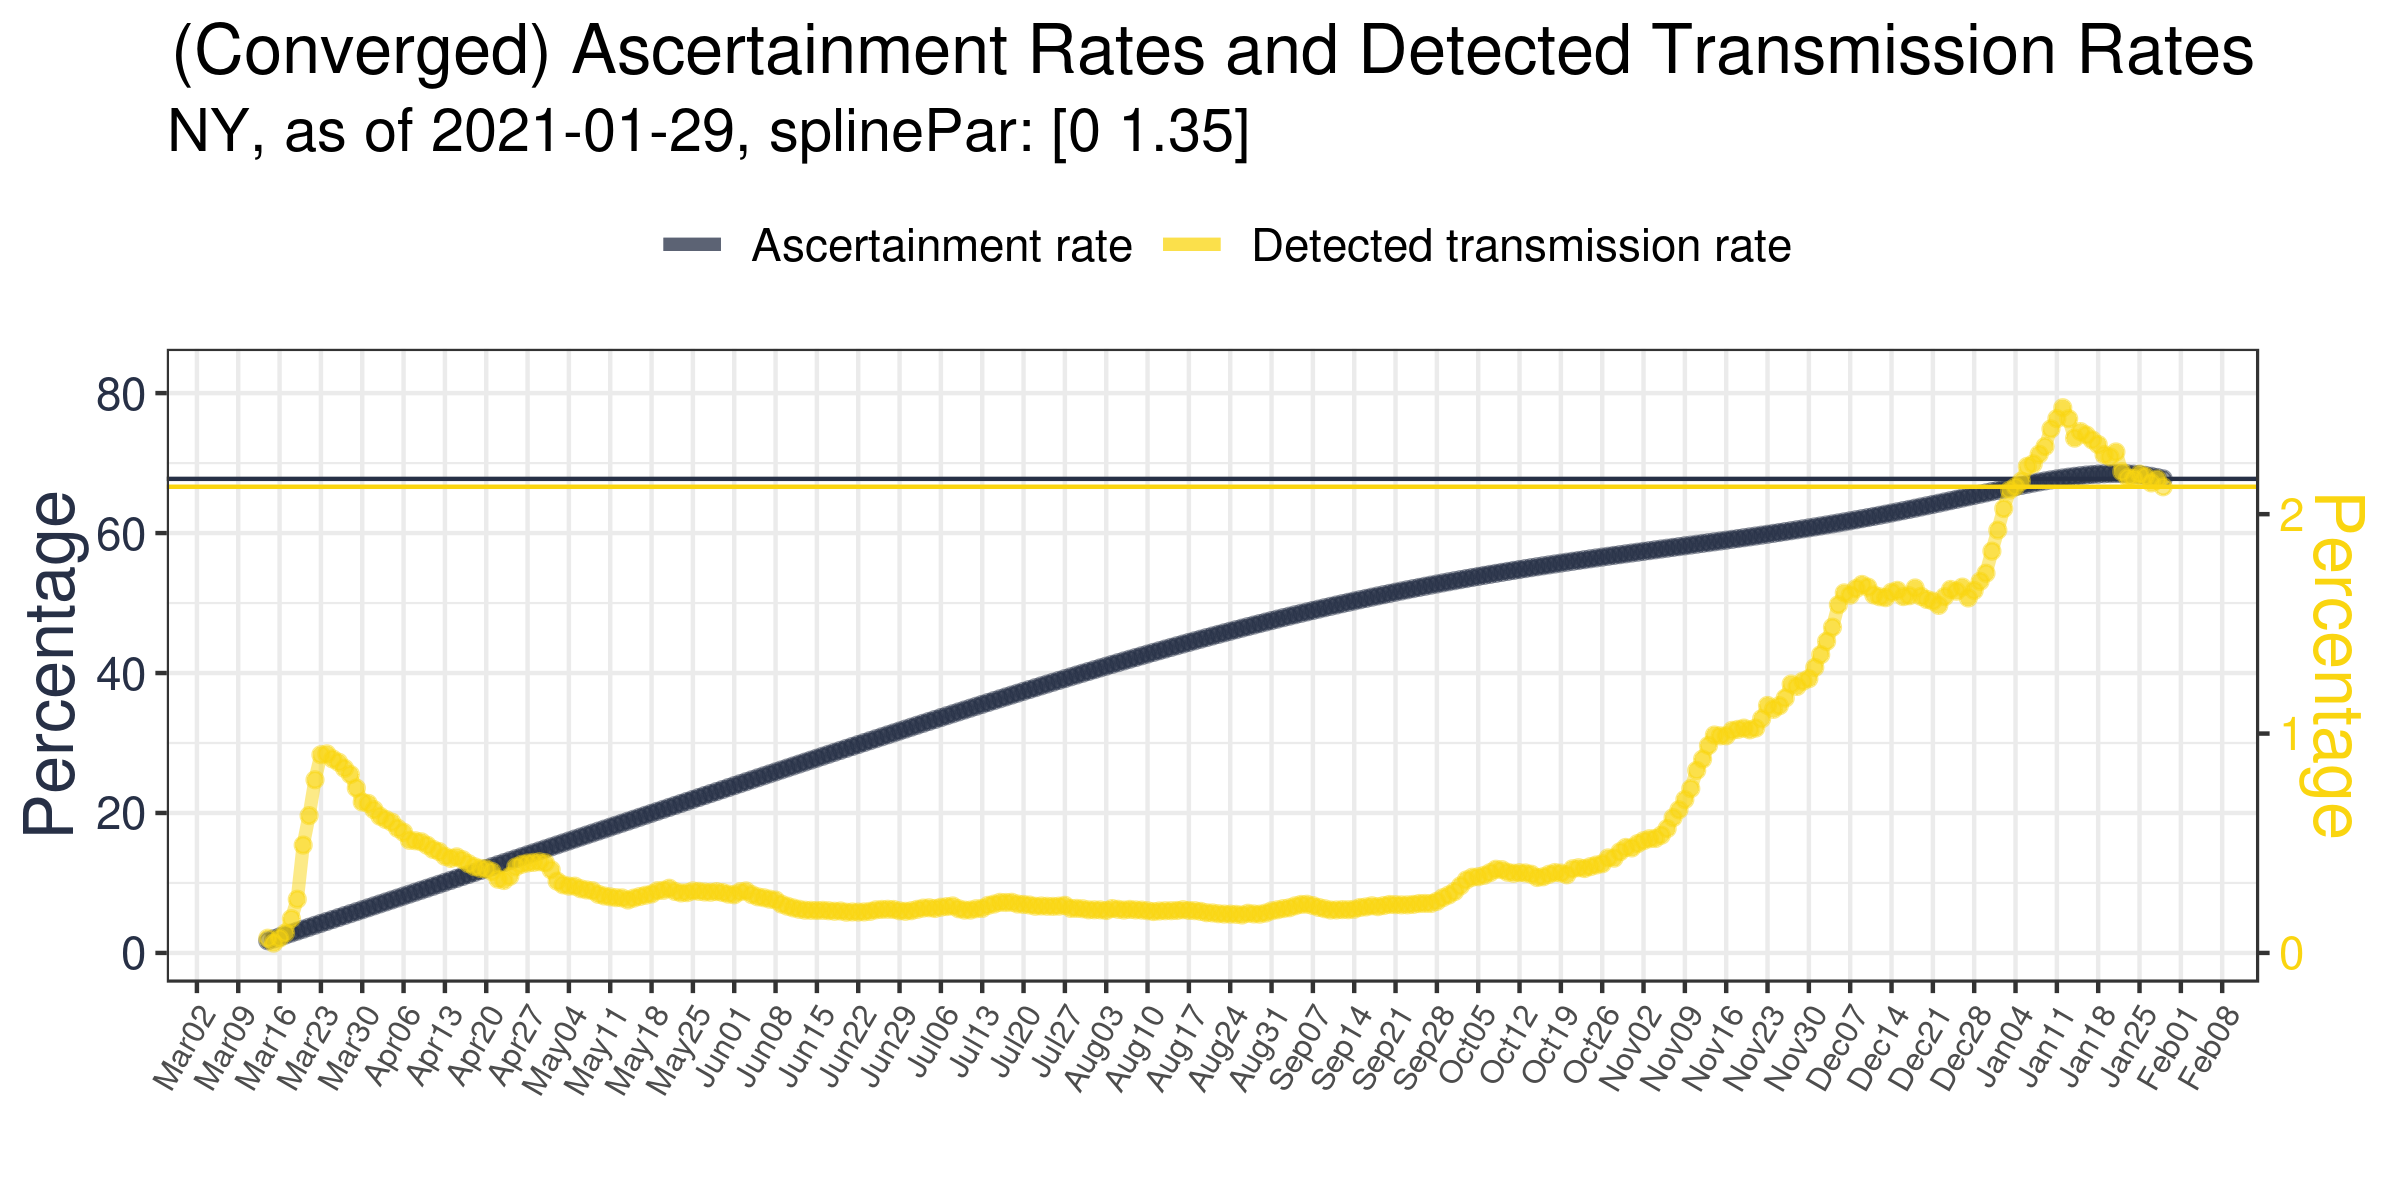 (Converged) Ascertainment Rates and Detected Transmission Rates
NY, as of 2021-01-29, splinePar: [0 1.35]
Ascertainment rate Detected transmission rate
80
60
40
20
0
Percentage
2
1
0
Percentage
Mar02 Mar09 Mar16 Mar23 Mar30 Apr06 Apr13 Apr20 Apr27 May04 May11 May18 May25 Jun01 Jun08 Jun15 Jun22 Jun29 Jul06 Jul13 Jul20 Jul27 Aug03 Aug10 Aug17 Aug24 Aug31 Sep07 Sep14 Sep21 Sep28 Oct05 Oct12 Oct19 Oct26 Nov02 Nov09 Nov16 Nov23 Nov30 Dec07 Dec14 Dec21 Dec28 Jan04 Jan11 Jan18 Jan25 Feb01 Feb08